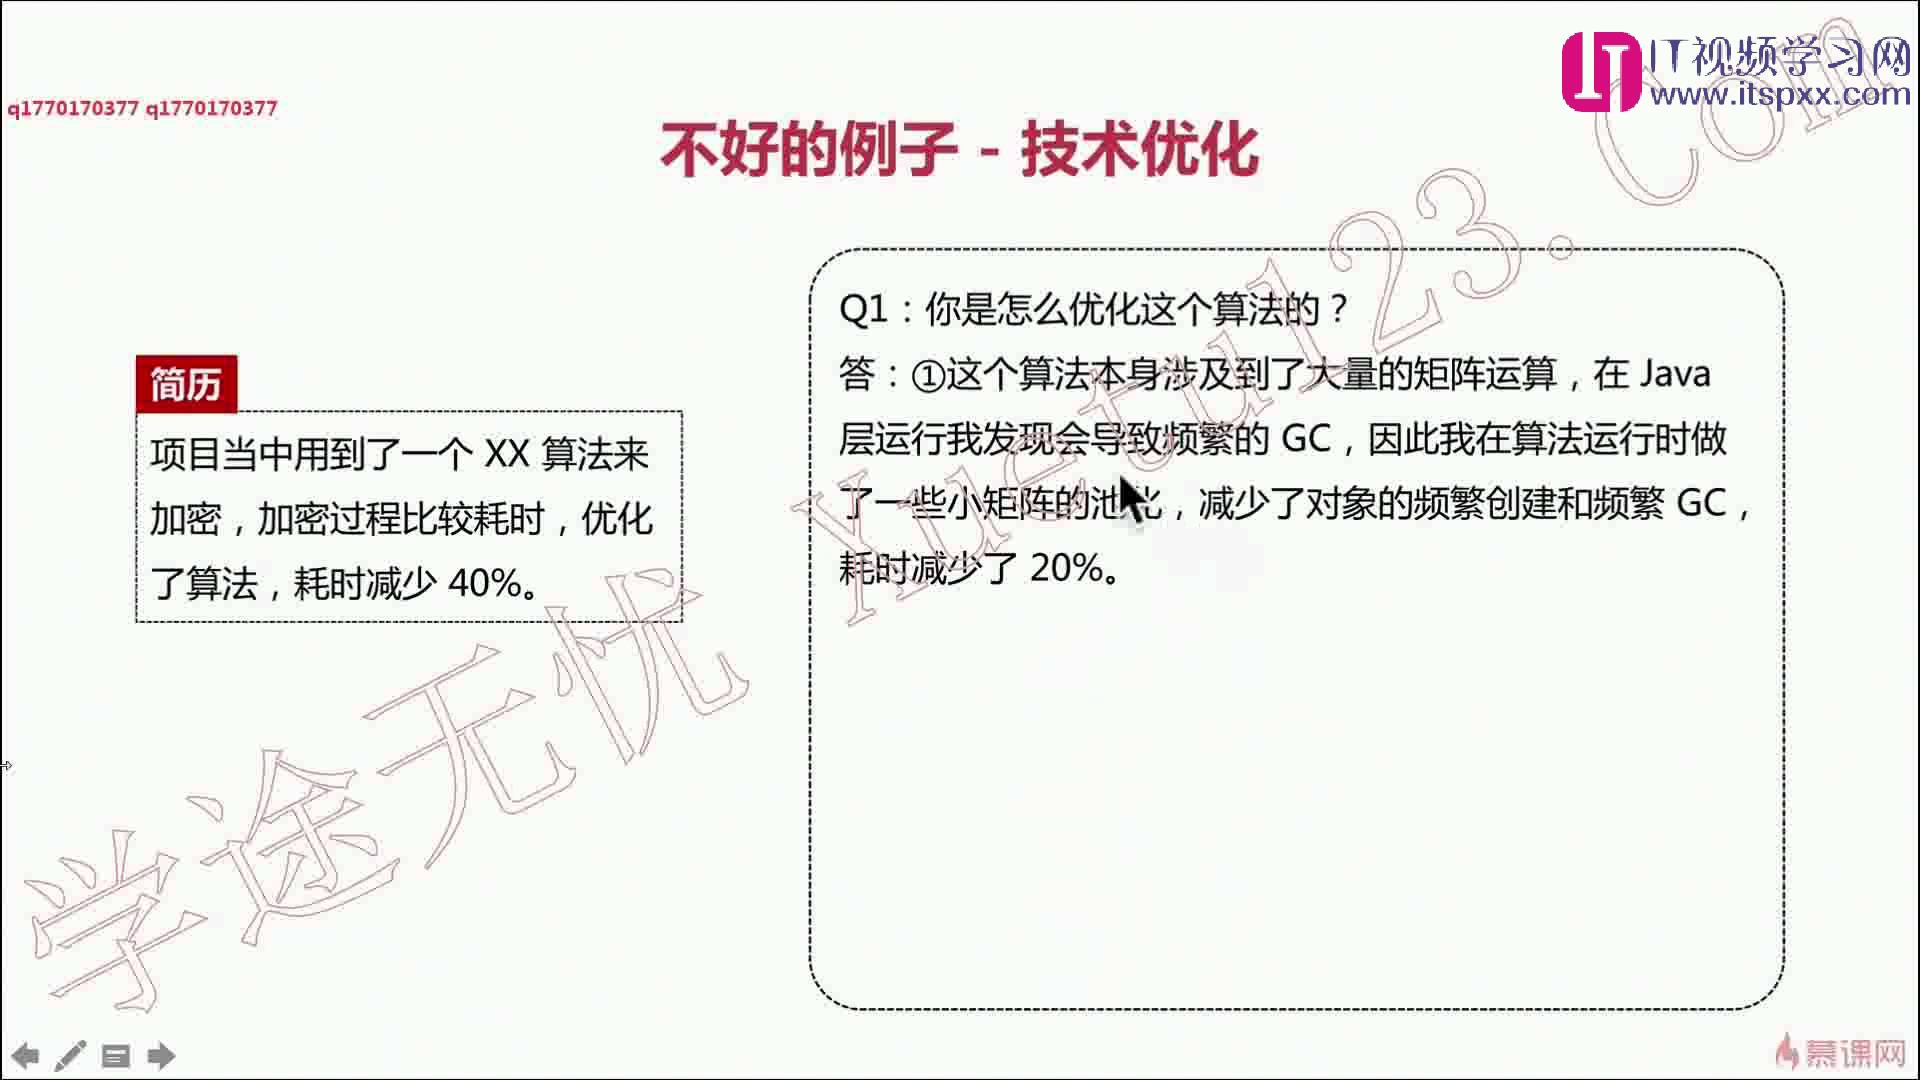 IT视频学习网
www.itspxx.com
q1770170377 q1770170377
不好的例子 - 技术优化
简历
项目当中用到了一个 XX 算法来
加密，加密过程比较耗时，优化
了算法，耗时减少 40%。
Q1：你是怎么优化这个算法的？
答：①这个算法本身涉及到了大量的矩阵运算，在 Java
层运行我发现会导致频繁的 GC，因此我在算法运行时做
了一些小矩阵的池化，减少了对象的频繁创建和频繁 GC，
耗时减少了 20%。
学途无忧 Xuetu123.Com
慕课网